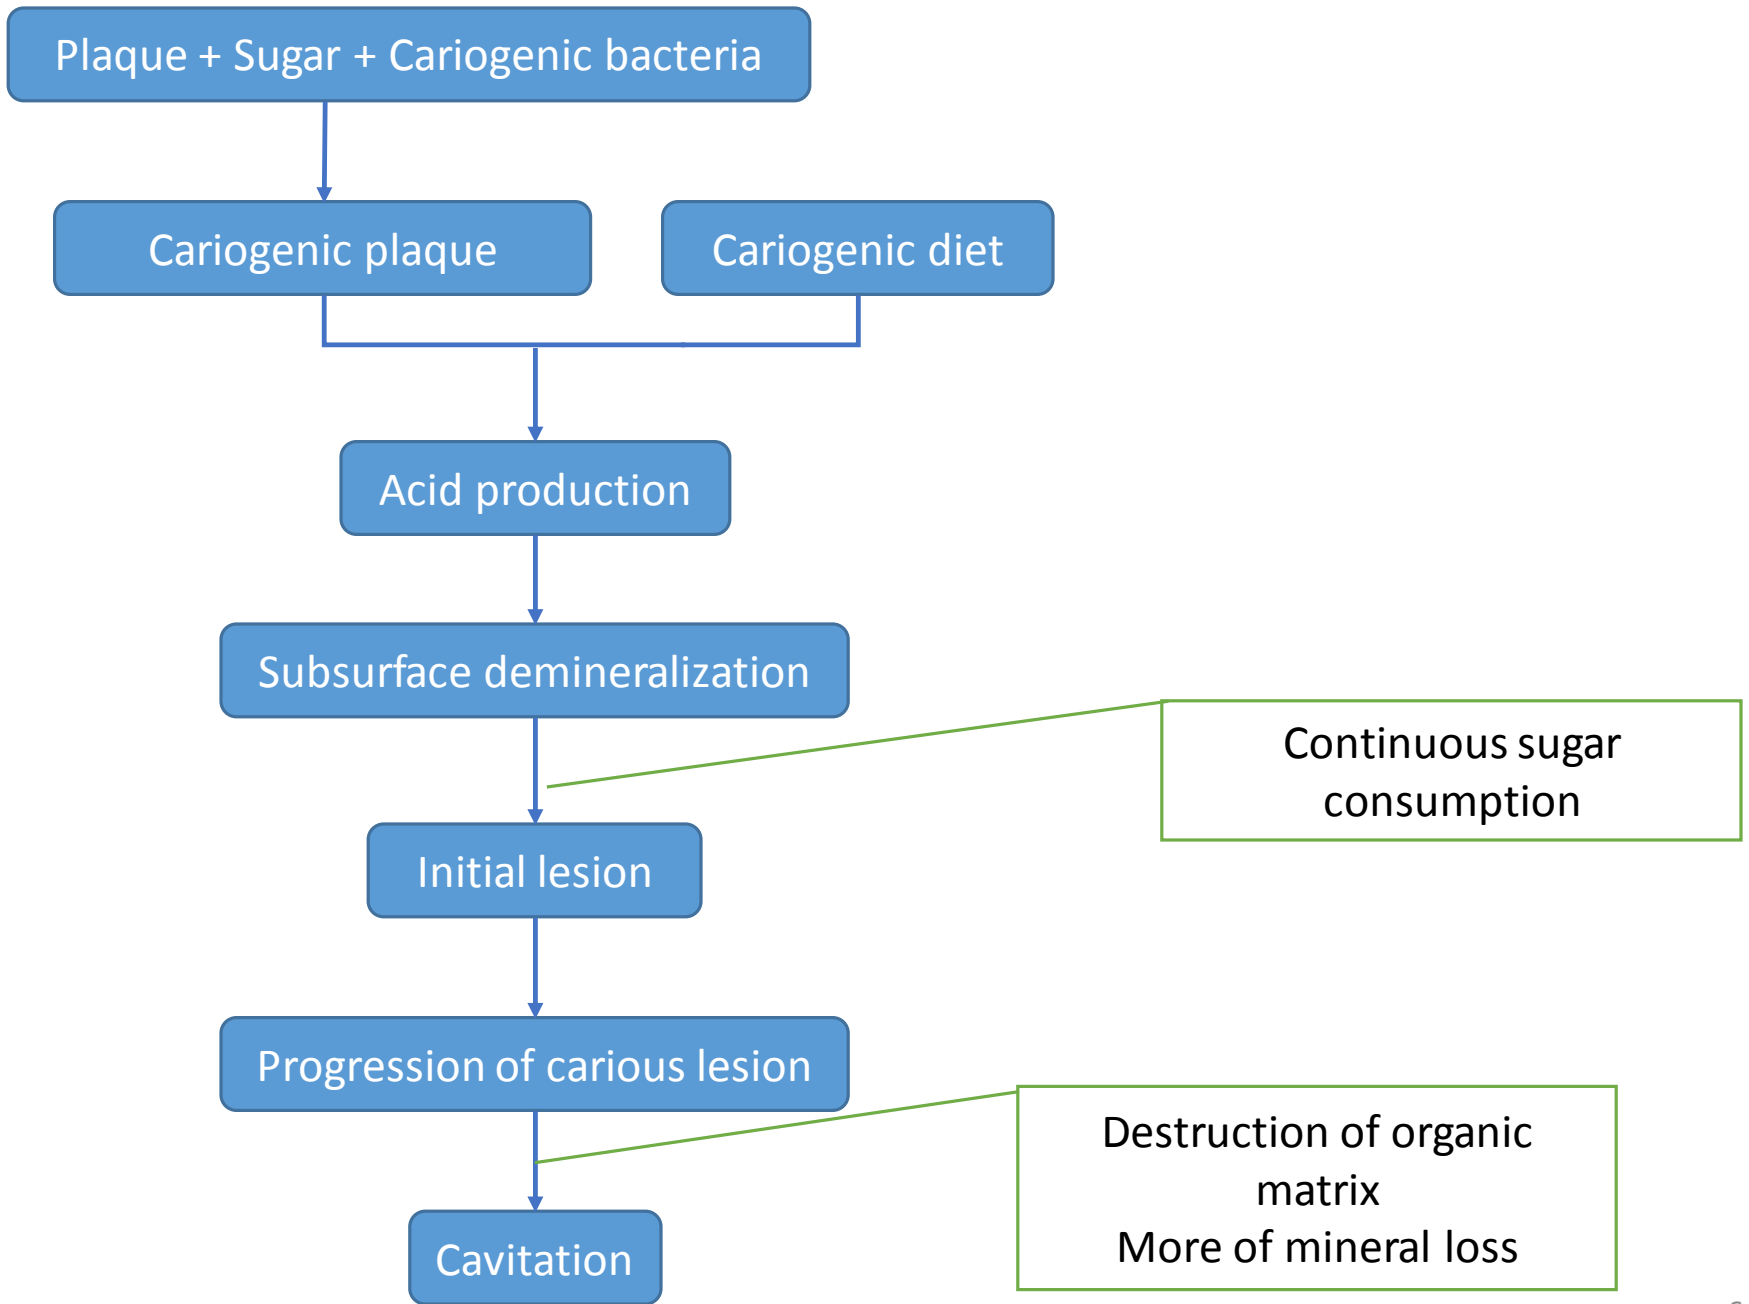 Plaque + Sugar + Cariogenic bacteria
Cariogenic plaque
Cariogenic diet
Acid production
Subsurface demineralization
Continuous sugar
consumption
Initial lesion
Progression of carious lesion
Destruction of organic
matrix
More of mineral loss
Cavitation